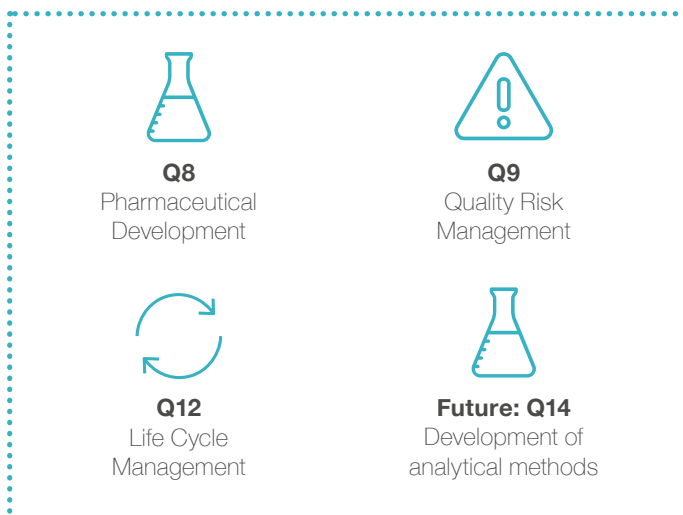 Q8
Pharmaceutical
Development
Q9
Quality Risk
Management
Q12
Life Cycle
Management
Future: Q14
Development of
analytical methods